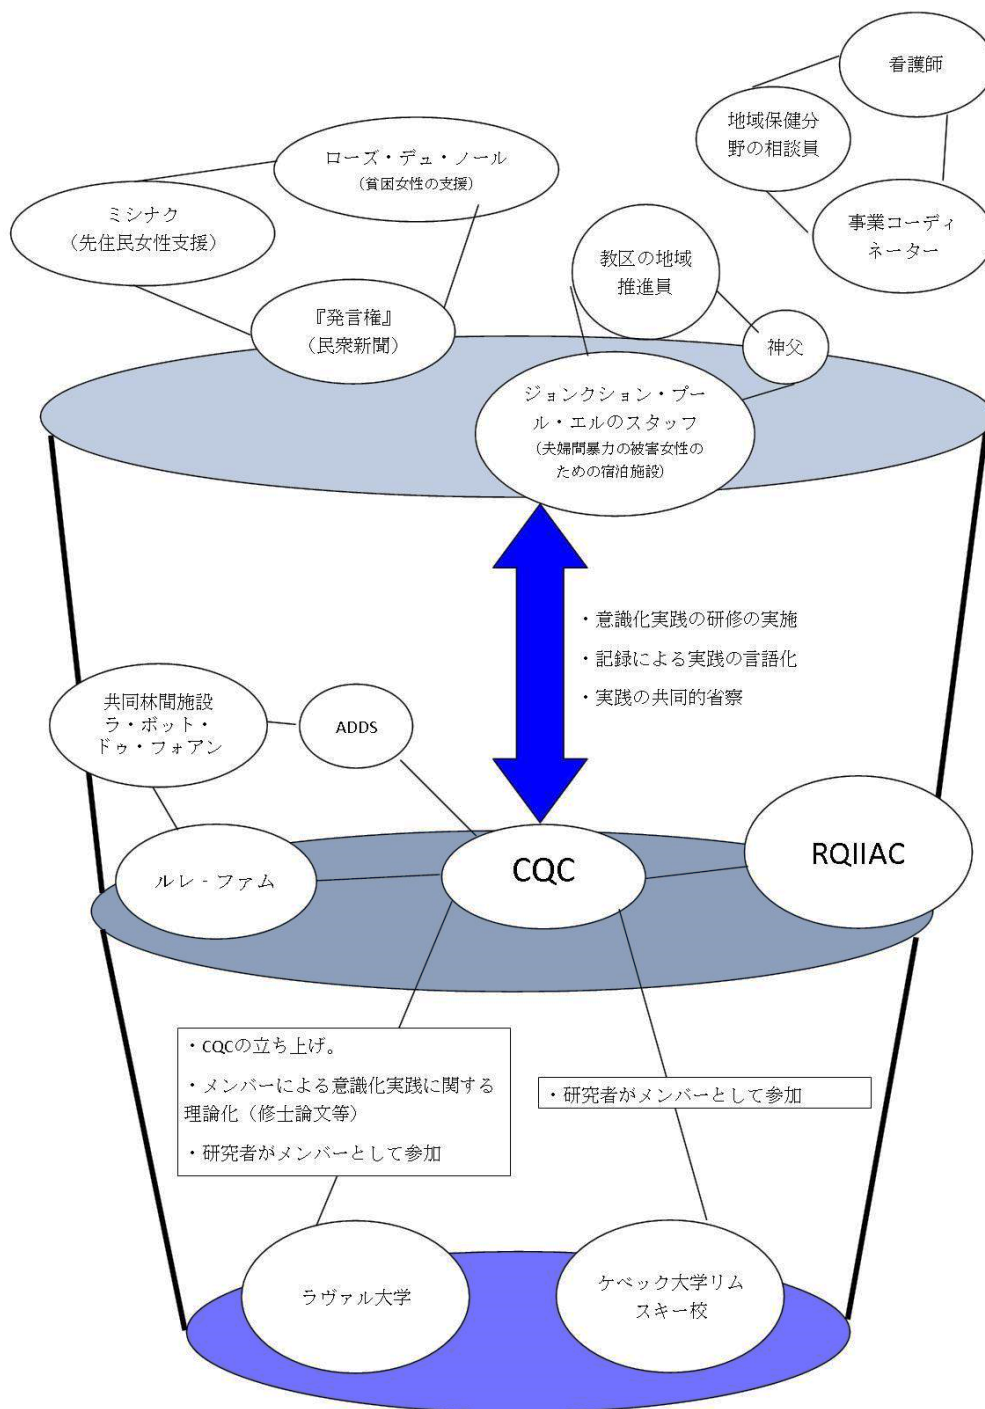 看護師
地域保健分
野の相談員
事業コーディ
ネーター
ローズ・デュ・ノール
（貧困女性の支援）
ミシナク
（先住民女性支援）
『発言権』
（民衆新聞）
教区の地域
推進員
神父
ジョンクション・プー
ル・エルのスタッフ
（夫婦間暴力の被害女性の
ための宿泊施設）
・意識化実践の研修の実施
・記録による実践の言語化
・実践の共同的省察
共同林間施設
ラ・ボット・
ドゥ・フォアン
ADDS
ルレ‐ファム
CQC
RQIIAC
・CQCの立ち上げ。
・メンバーによる意識化実践に関する
理論化（修士論文等）
・研究者がメンバーとして参加
・研究者がメンバーとして参加
ラヴァル大学
ケベック大学リム
スキー校